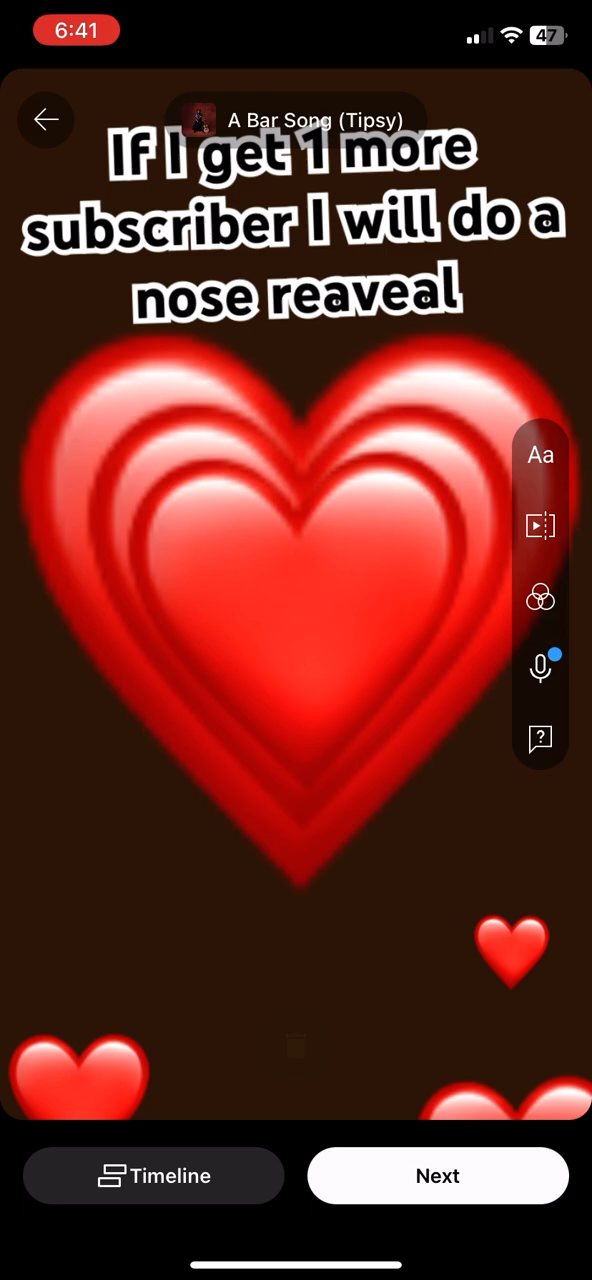 6:41
47
A Bar Song (Tipsy)
If I get 1 more
subscriber I will do a
nose reaveal
Aa
?
Timeline
Next